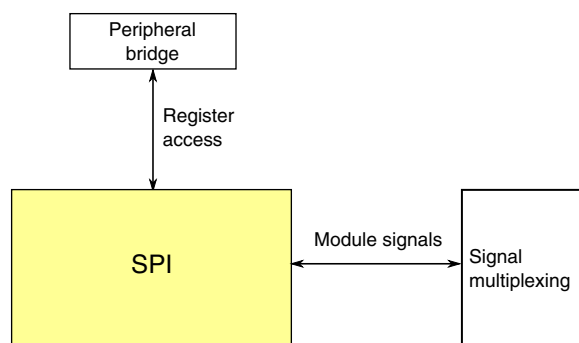 Peripheral
bridge
Register
access
SPI
Module signals
Signal
multiplexing